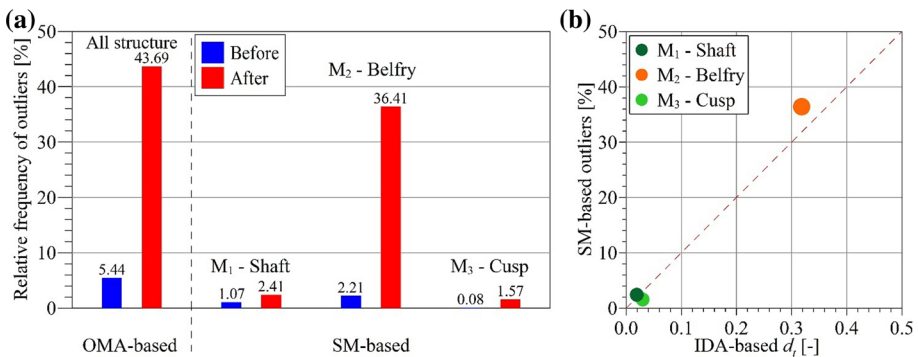 (a)
Relative frequency of outliers [%]
50
40
30
20
10
0
All structure
43.69
5.44
Before
After
M₁ - Shaft
1.07
2.41
M₂ - Belfry
2.21
36.41
M₃ - Cusp
0.08
1.57
OMA-based
SM-based
(b)
SM-based outliers [%]
50
40
30
20
10
0
M₁ - Shaft
M₂ - Belfry
M₃ - Cusp
0.0 0.1 0.2 0.3 0.4 0.5
IDA-based dₜ [-]